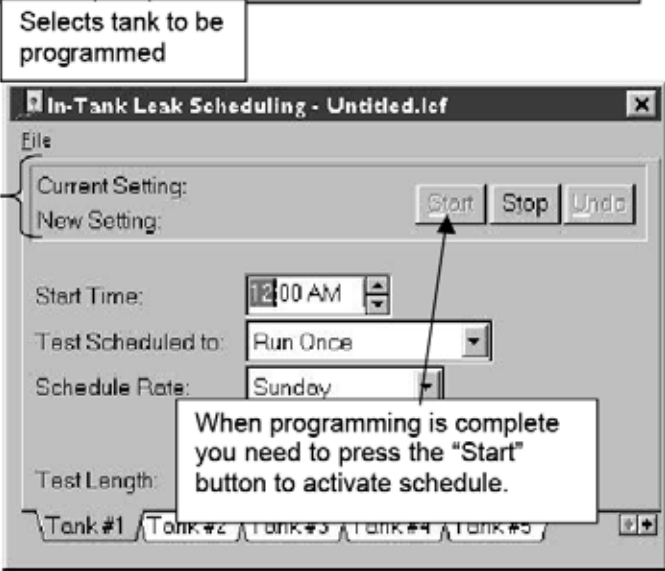 Selects tank to be
programmed
In-Tank Leak Scheduling - Untitled.lcf
File
Current Setting:
New Setting:
Start Stop Undo
Start Time: 12:00 AM
Test Scheduled to: Run Once
Schedule Rate: Sunday
When programming is complete
you need to press the “Start”
button to activate schedule.
Test Length:
Tank #1 Tank #2 Tank #3 Tank #4 Tank #5